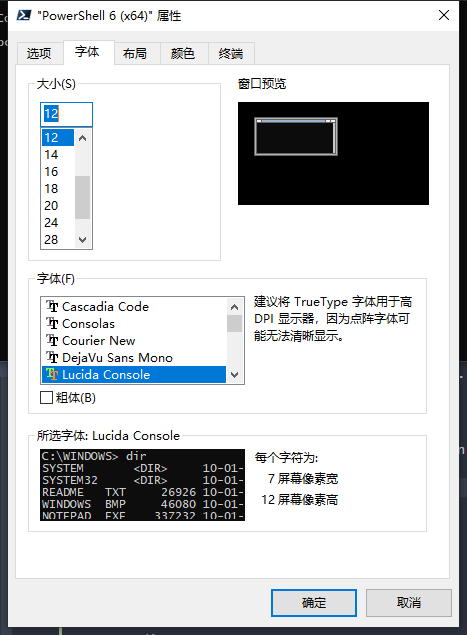 "PowerShell 6 (x64)" 属性
选项 字体 布局 颜色 终端
大小(S)
12
12
14
16
18
20
24
28
窗口预览
字体(F)
Cascadia Code
Consolas
Courier New
DejaVu Sans Mono
Lucida Console
粗体(B)
建议将 TrueType 字体用于高
DPI 显示器，因为点阵字体可
能无法清晰显示。
所选字体: Lucida Console
C:\WINDOWS> dir
SYSTEM <DIR> 10-01-
SYSTEM32 <DIR> 10-01-
README TXT 26926 10-01-
WINDOWS BMP 46080 10-01-
NOTEPAD EXE 337232 10-01-
每个字符为:
7 屏幕像素宽
12 屏幕像素高
确定 取消